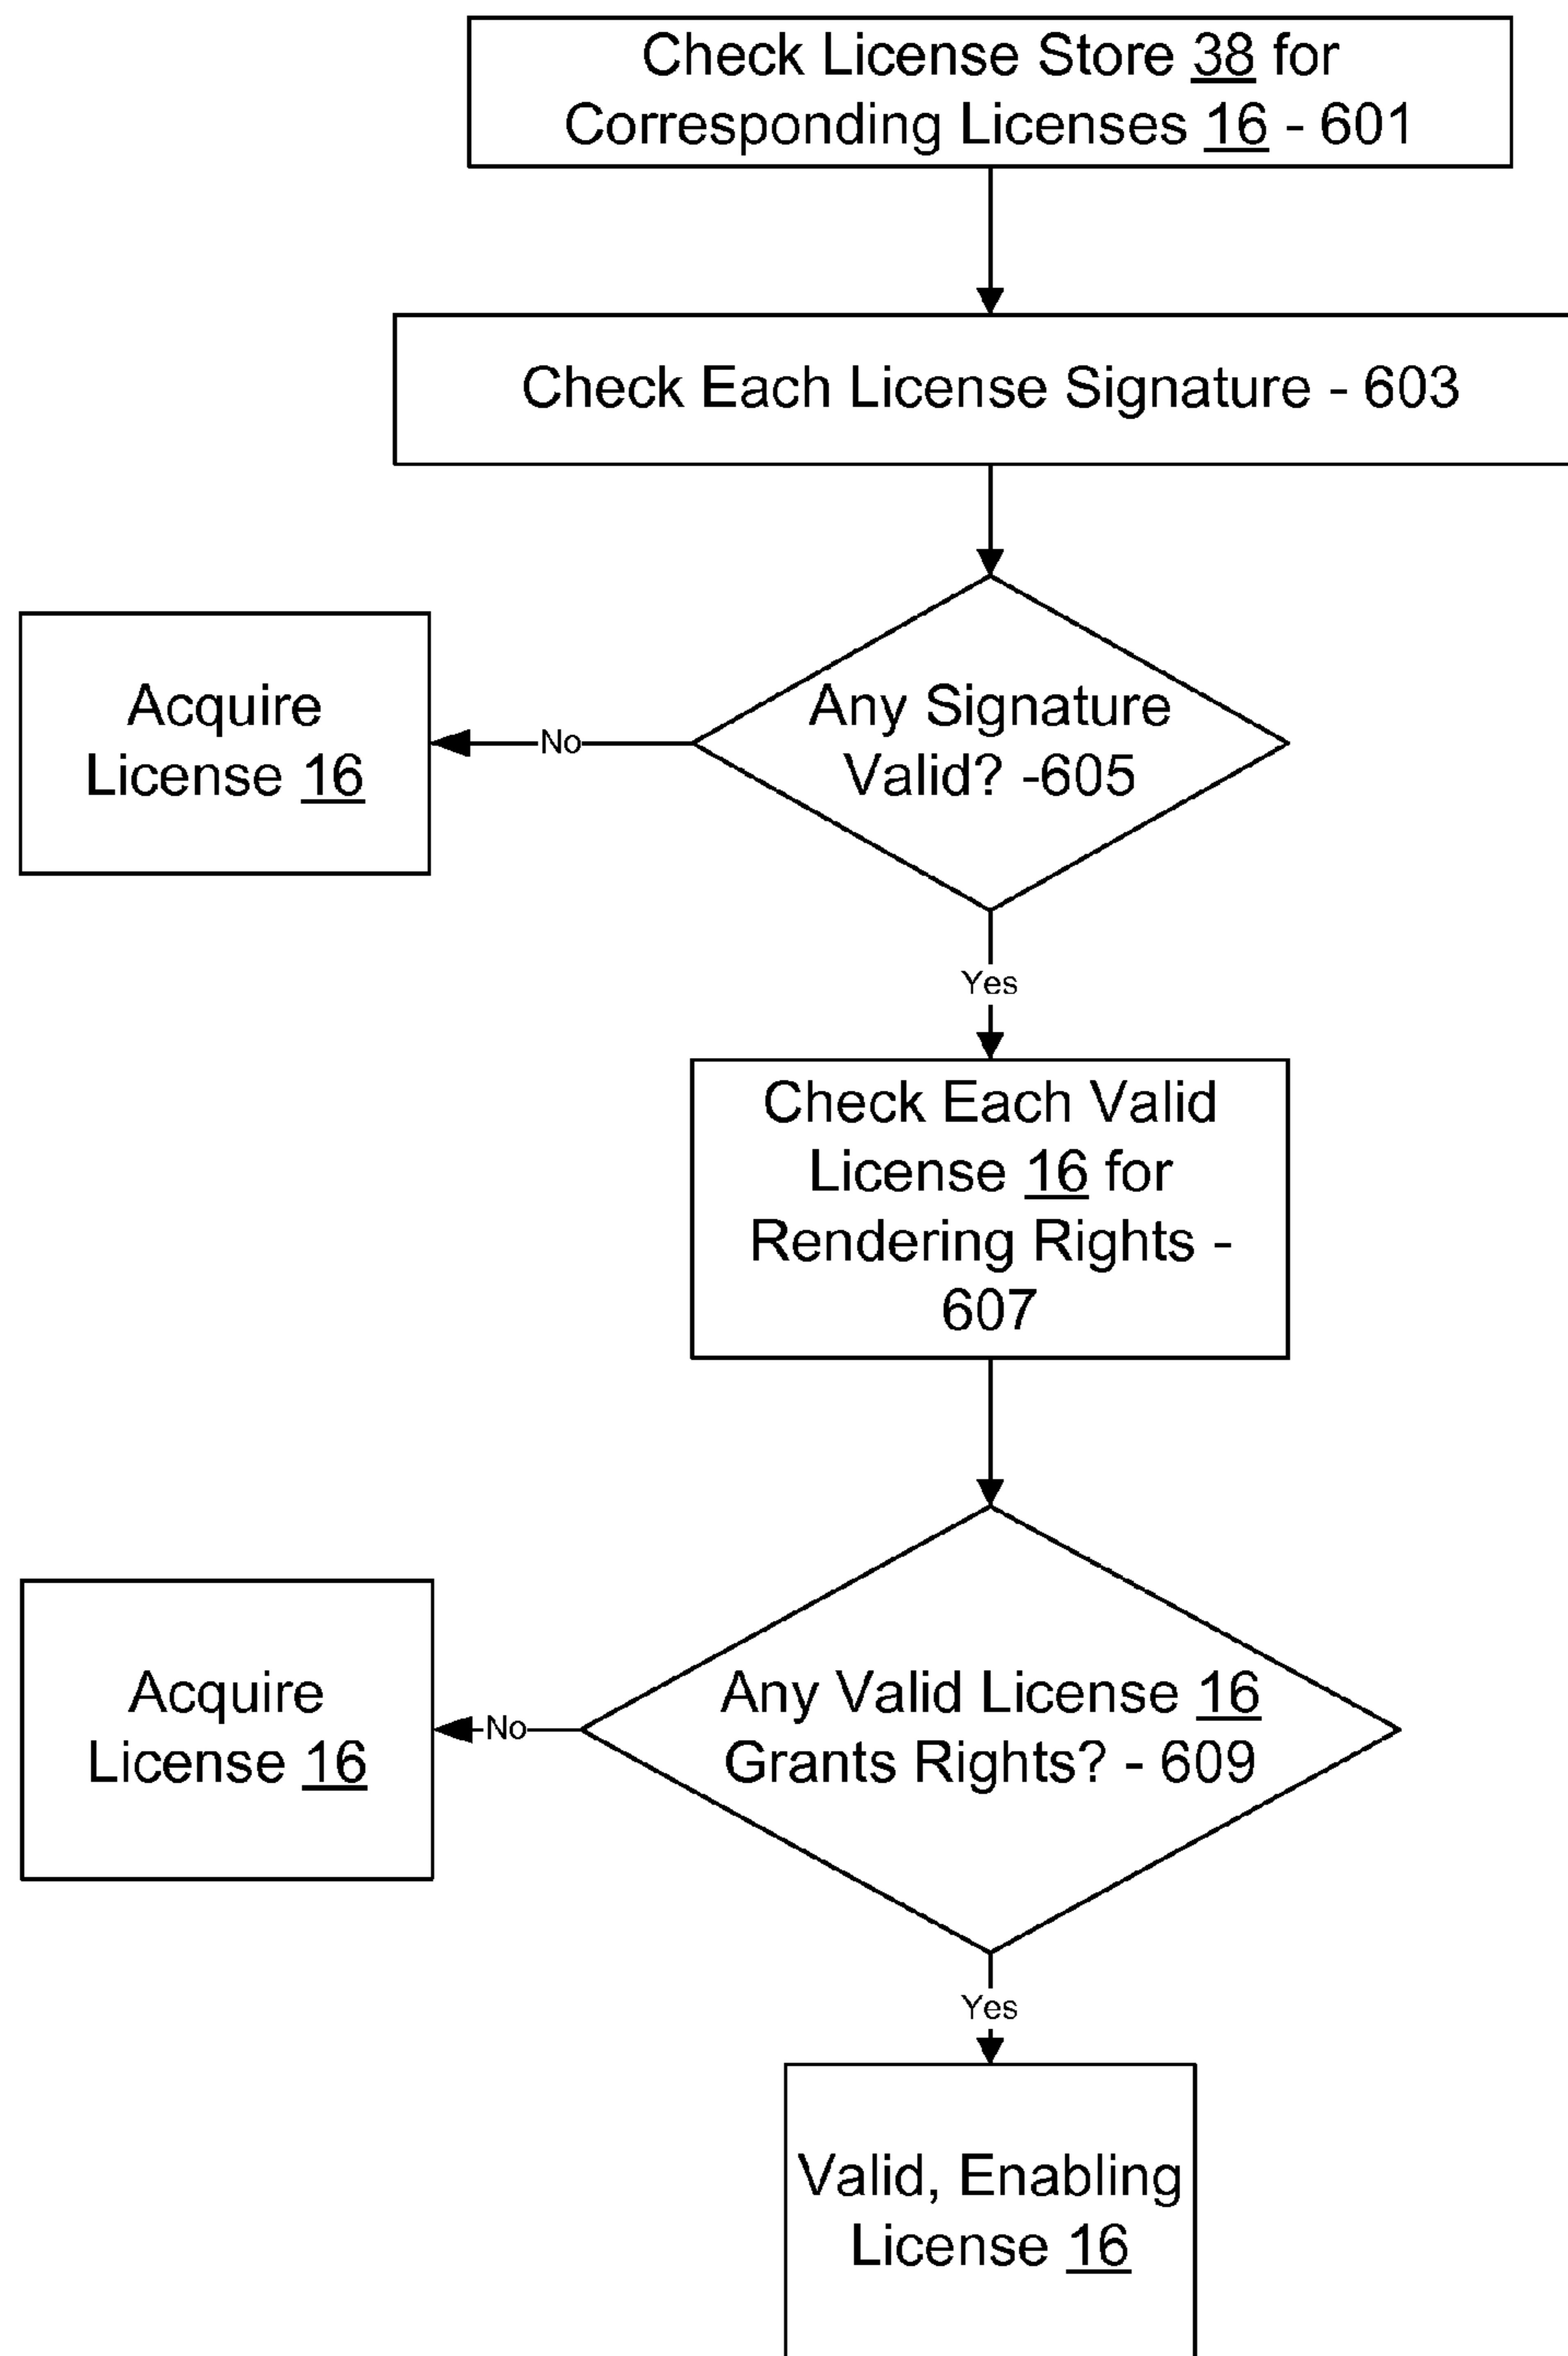 Check License Store 38 for
Corresponding Licenses 16 - 601
Check Each License Signature - 603
Any Signature
Valid? -605
No
Acquire
License 16
Yes
Check Each Valid
License 16 for
Rendering Rights -
607
Any Valid License 16
Grants Rights? - 609
No
Acquire
License 16
Yes
Valid, Enabling
License 16